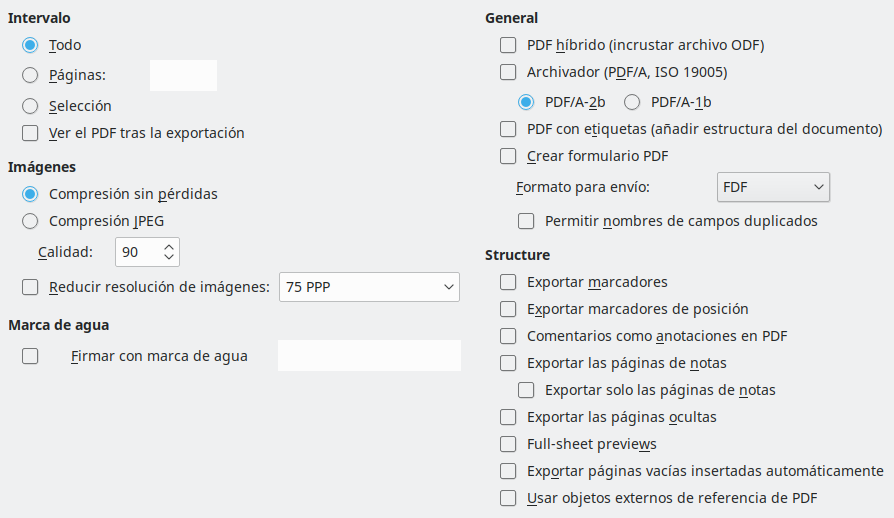 Intervalo
Todo
Páginas:
Selección
Ver el PDF tras la exportación
Imágenes
Compresión sin pérdidas
Compresión JPEG
Calidad: 90
Reducir resolución de imágenes: 75 PPP
Marca de agua
Firmar con marca de agua
General
PDF híbrido (incrustar archivo ODF)
Archivador (PDF/A, ISO 19005)
PDF/A-2b PDF/A-1b
PDF con etiquetas (añadir estructura del documento)
Crear formulario PDF
Formato para envío: FDF
Permitir nombres de campos duplicados
Structure
Exportar marcadores
Exportar marcadores de posición
Comentarios como anotaciones en PDF
Exportar las páginas de notas
Exportar solo las páginas de notas
Exportar las páginas ocultas
Full-sheet previews
Exportar páginas vacías insertadas automáticamente
Usar objetos externos de referencia de PDF